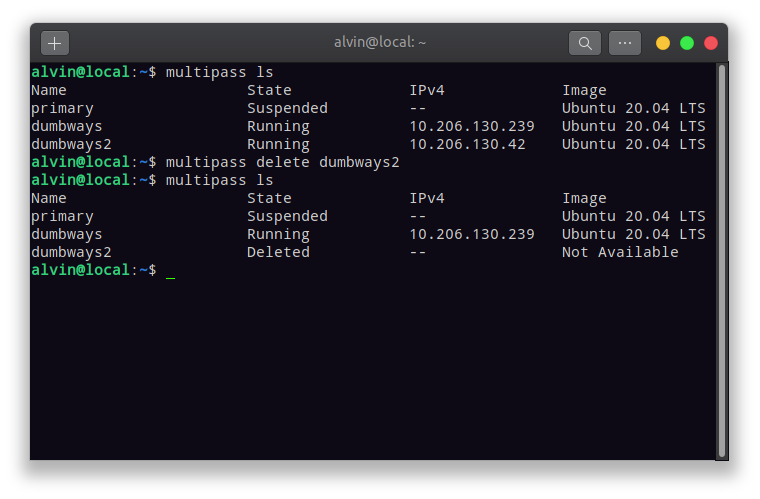 alvin@local: ~
alvin@local:~$ multipass ls
Name                    State             IPv4             Image
primary                 Suspended         --               Ubuntu 20.04 LTS
dumbways                Running           10.206.130.239   Ubuntu 20.04 LTS
dumbways2               Running           10.206.130.42    Ubuntu 20.04 LTS
alvin@local:~$ multipass delete dumbways2
alvin@local:~$ multipass ls
Name                    State             IPv4             Image
primary                 Suspended         --               Ubuntu 20.04 LTS
dumbways                Running           10.206.130.239   Ubuntu 20.04 LTS
dumbways2               Deleted           --               Not Available
alvin@local:~$ _